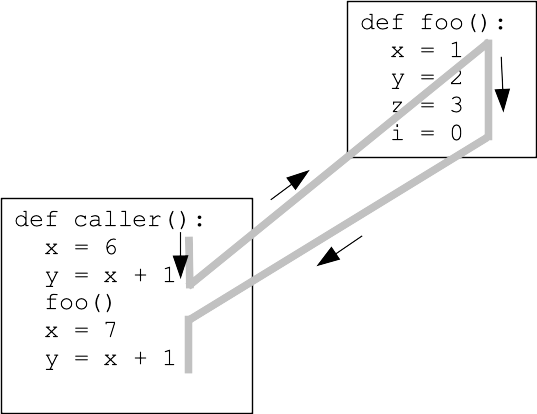 def foo():
  x = 1
  y = 2
  z = 3
  i = 0
def caller():
  x = 6
  y = x + 1
  foo()
  x = 7
  y = x + 1